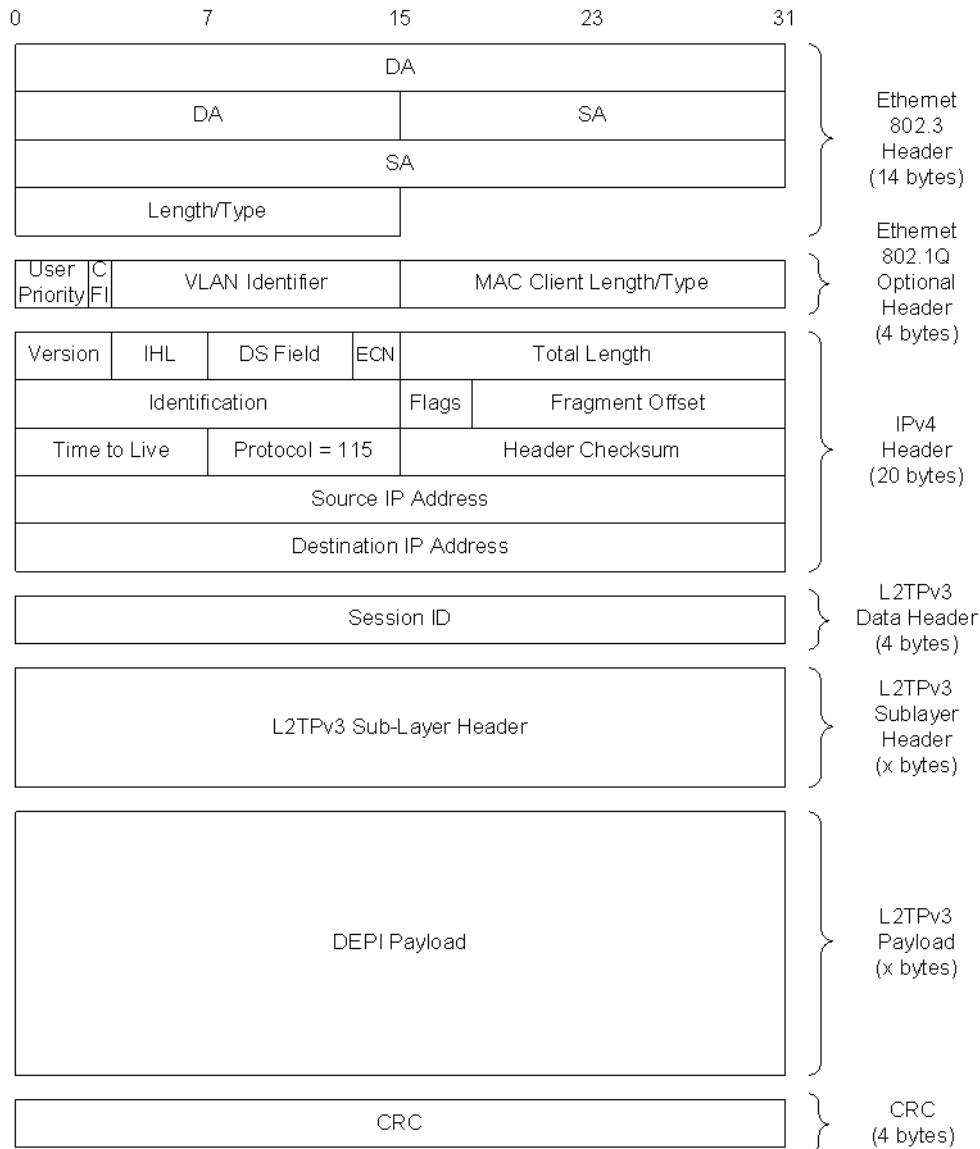 0 7 15 23 31
DA
DA SA
SA
Length/Type
Ethernet
802.3
Header
(14 bytes)
User
Priority
C
FI
VLAN Identifier
MAC Client Length/Type
Ethernet
802.1Q
Optional
Header
(4 bytes)
Version IHL DS Field ECN Total Length
Identification Flags Fragment Offset
Time to Live Protocol = 115 Header Checksum
Source IP Address
Destination IP Address
IPv4
Header
(20 bytes)
Session ID
L2TPv3
Data Header
(4 bytes)
L2TPv3 Sub-Layer Header
L2TPv3
Sublayer
Header
(x bytes)
DEPI Payload
L2TPv3
Payload
(x bytes)
CRC
CRC
(4 bytes)